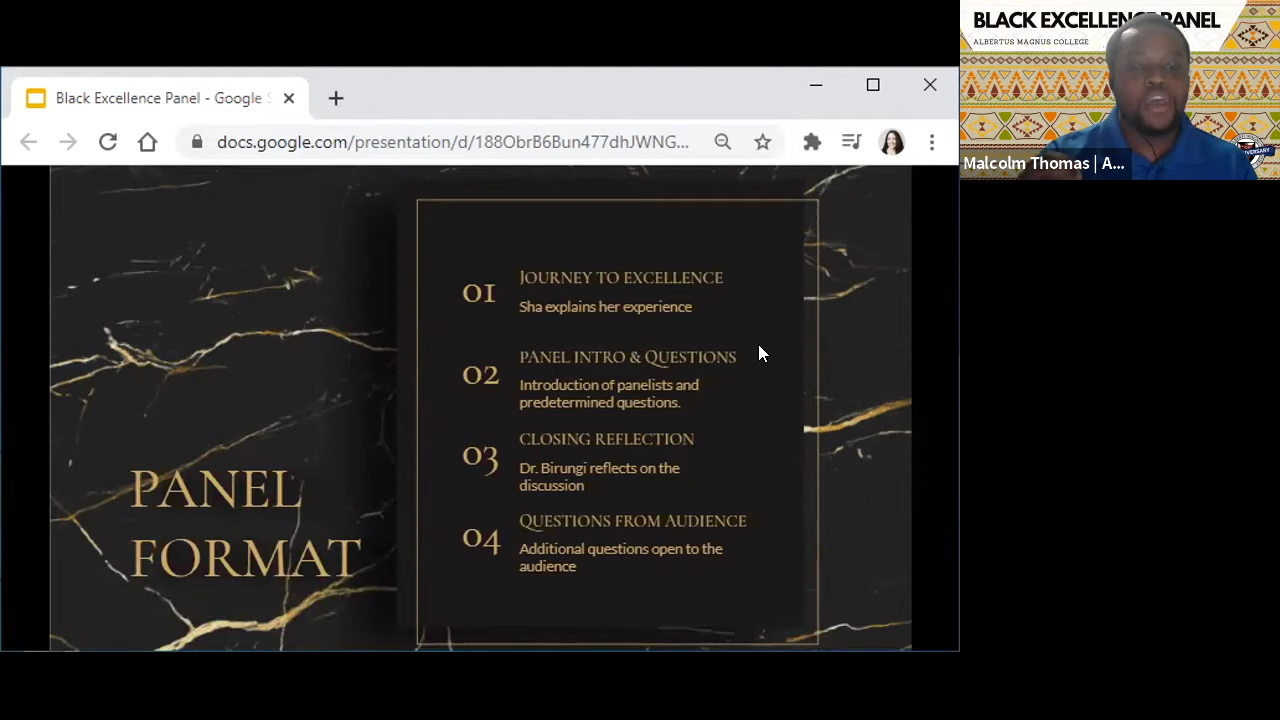 Black Excellence Panel - Google S
docs.google.com/presentation/d/188ObrB6Bun477dhJWNG...
PANEL
FORMAT
01
JOURNEY TO EXCELLENCE
Sha explains her experience
02
PANEL INTRO & QUESTIONS
Introduction of panelists and
predetermined questions.
03
CLOSING REFLECTION
Dr. Birungi reflects on the
discussion
04
QUESTIONS FROM AUDIENCE
Additional questions open to the
audience
BLACK EXCELLENCE PANEL
ALBERTUS MAGNUS COLLEGE
Malcolm Thomas | A...